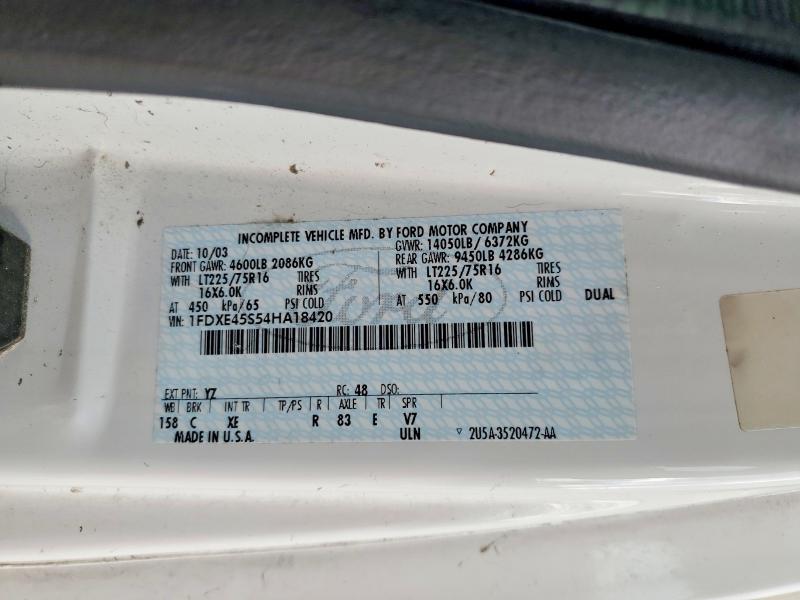 INCOMPLETE VEHICLE MFD. BY FORD MOTOR COMPANY
DATE: 10/03 GVWR: 14050LB / 6372KG
FRONT GAWR: 4600LB 2086KG REAR GAWR: 9450LB 4286KG
WITH LT225/75R16 TIRES WITH LT225/75R16 TIRES
16X6.0K RIMS 16X6.0K RIMS
AT 450 kPa/65 PSI COLD AT 550 kPa/80 PSI COLD DUAL
VIN: 1FDXE45S54HA18420
Ford
EXT PNT: YZ RC: 48 DSO:
WB BRK INT TR TP/PS R AXLE TR SPR
158 C XE R 83 E V7
MADE IN U.S.A. ULN ▽ 2U5A-3520472-AA